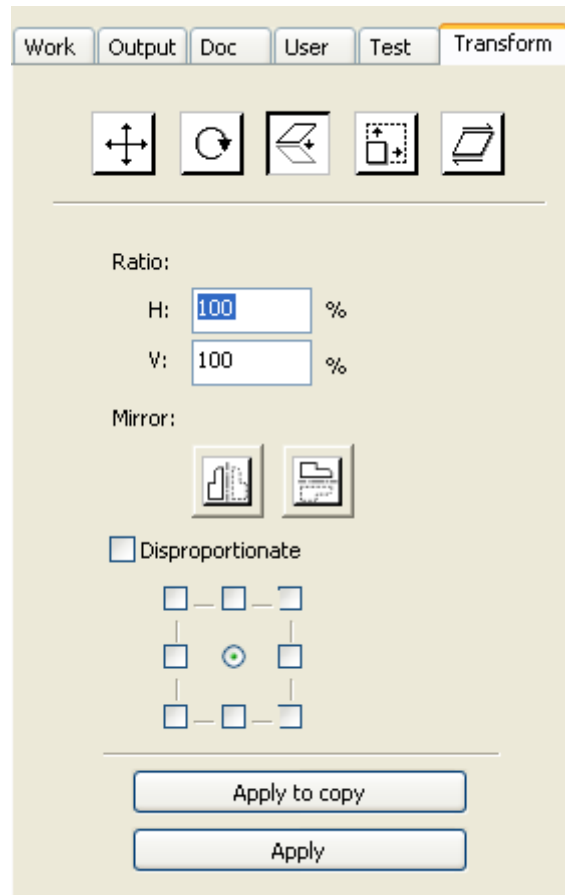 Work Output Doc User Test Transform
Ratio:
H: 100 %
V: 100 %
Mirror:
Disproportionate
Apply to copy
Apply